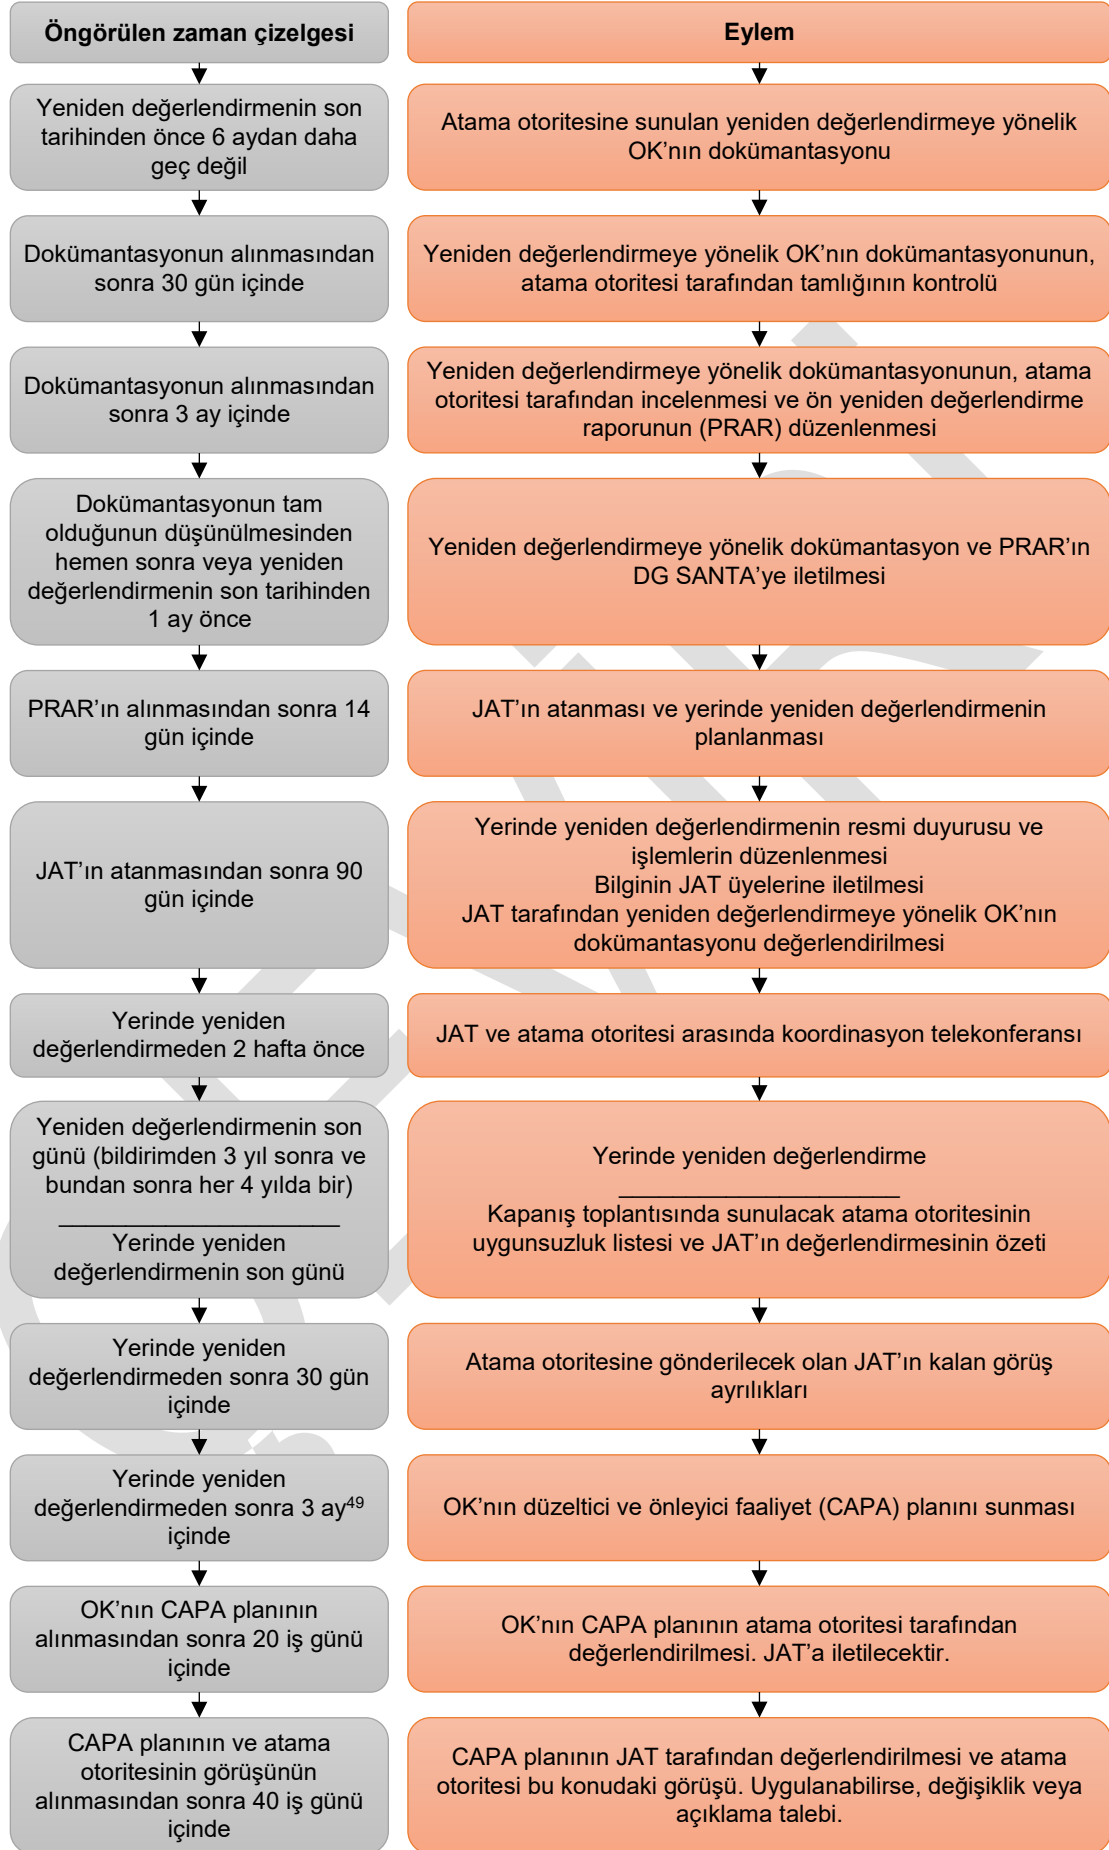 Öngörülen zaman çizelgesi
Eylem
Yeniden değerlendirmenin son
tarihinden önce 6 aydan daha
geç değil
Atama otoritesine sunulan yeniden değerlendirmeye yönelik
OK’nın dokümantasyonu
Dokümantasyonun alınmasından
sonra 30 gün içinde
Yeniden değerlendirmeye yönelik OK’nın dokümantasyonunun,
atama otoritesi tarafından tamlığının kontrolü
Dokümantasyonun alınmasından
sonra 3 ay içinde
Yeniden değerlendirmeye yönelik dokümantasyonunun, atama
otoritesi tarafından incelenmesi ve ön yeniden değerlendirme
raporunun (PRAR) düzenlenmesi
Dokümantasyonun tam
olduğunun düşünülmesinden
hemen sonra veya yeniden
değerlendirmenin son tarihinden
1 ay önce
Yeniden değerlendirmeye yönelik dokümantasyon ve PRAR’ın
DG SANTA’ye iletilmesi
PRAR’ın alınmasından sonra 14
gün içinde
JAT’ın atanması ve yerinde yeniden değerlendirmenin
planlanması
JAT’ın atanmasından sonra 90
gün içinde
Yerinde yeniden değerlendirmenin resmi duyurusu ve
işlemlerin düzenlenmesi
Bilginin JAT üyelerine iletilmesi
JAT tarafından yeniden değerlendirmeye yönelik OK’nın
dokümantasyonu değerlendirilmesi
Yerinde yeniden
değerlendirmeden 2 hafta önce
JAT ve atama otoritesi arasında koordinasyon telekonferansı
Yeniden değerlendirmenin son
günü (bildirimden 3 yıl sonra ve
bundan sonra her 4 yılda bir)
Yerinde yeniden
değerlendirmenin son günü
Yerinde yeniden değerlendirme
Kapanış toplantısında sunulacak atama otoritesinin
uygunsuzluk listesi ve JAT’ın değerlendirmesinin özeti
Yerinde yeniden
değerlendirmeden sonra 30 gün
içinde
Atama otoritesine gönderilecek olan JAT’ın kalan görüş
ayrılıkları
Yerinde yeniden
değerlendirmeden sonra 3 ay49
içinde
OK’nın düzeltici ve önleyici faaliyet (CAPA) planını sunması
OK’nın CAPA planının
alınmasından sonra 20 iş günü
içinde
OK’nın CAPA planının atama otoritesi tarafından
değerlendirilmesi. JAT’a iletilecektir.
CAPA planının ve atama
otoritesinin görüşünün
alınmasından sonra 40 iş günü
içinde
CAPA planının JAT tarafından değerlendirilmesi ve atama
otoritesi bu konudaki görüşü. Uygulanabilirse, değişiklik veya
açıklama talebi.